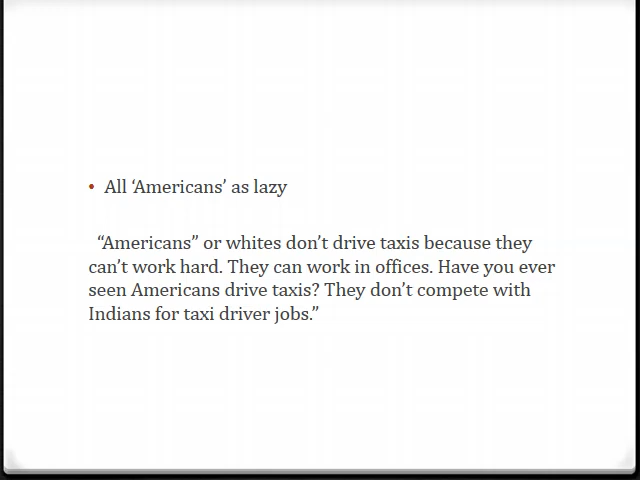 • All ‘Americans’ as lazy
“Americans” or whites don’t drive taxis because they
can’t work hard. They can work in offices. Have you ever
seen Americans drive taxis? They don’t compete with
Indians for taxi driver jobs.”